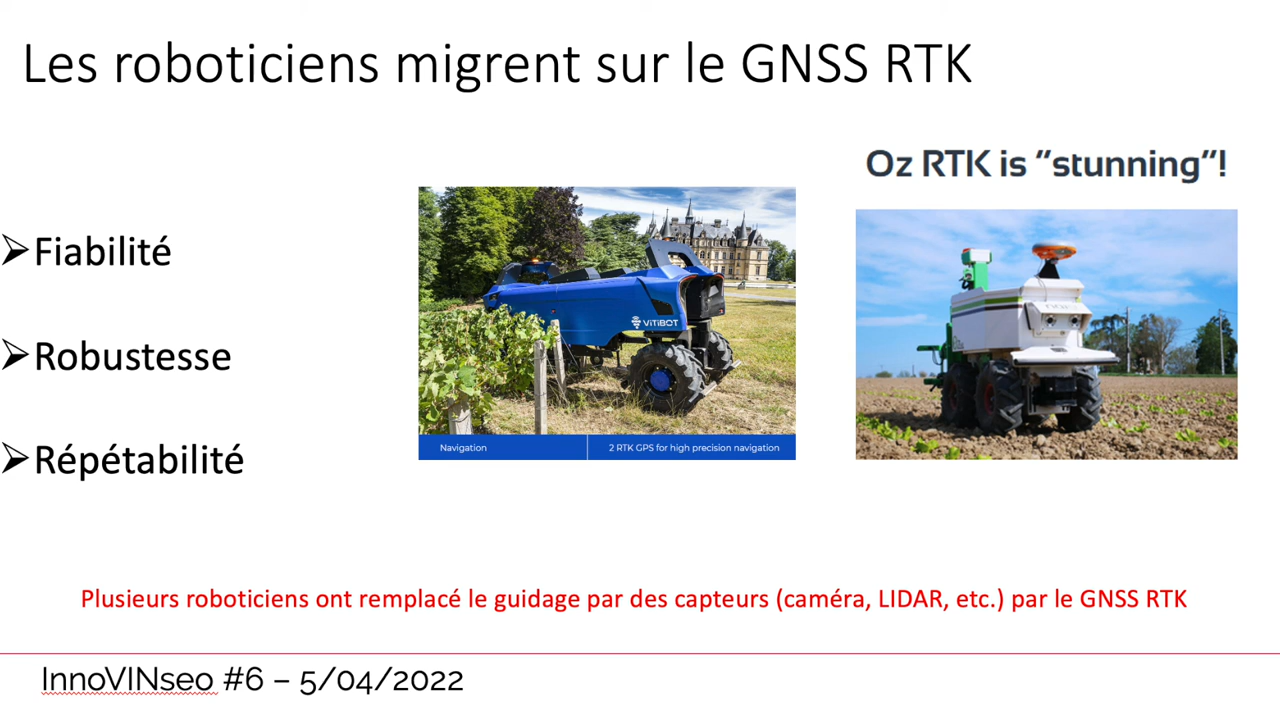 Les roboticiens migrent sur le GNSS RTK
Oz RTK is ”stunning“!
➢Fiabilité
➢Robustesse
➢Répétabilité
ViTiBOT
Navigation
2 RTK GPS for high precision navigation
Plusieurs roboticiens ont remplacé le guidage par des capteurs (caméra, LIDAR, etc.) par le GNSS RTK
InnoVINseo #6 – 5/04/2022